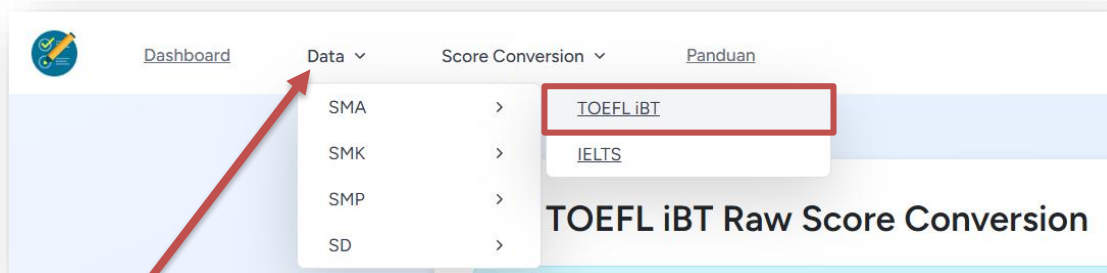 Dashboard Data Score Conversion Panduan
SMA TOEFL iBT
SMK IELTS
SMP
SD
TOEFL iBT Raw Score Conversion